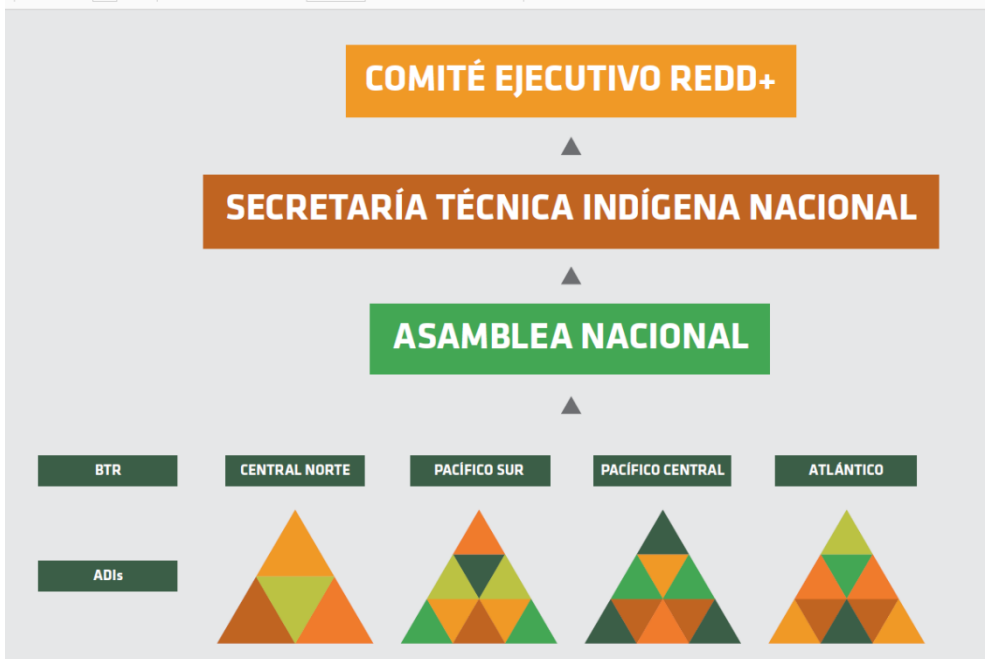 COMITÉ EJECUTIVO REDD+
SECRETARÍA TÉCNICA INDÍGENA NACIONAL
ASAMBLEA NACIONAL
BTR
CENTRAL NORTE
PACÍFICO SUR
PACÍFICO CENTRAL
ATLÁNTICO
ADIs